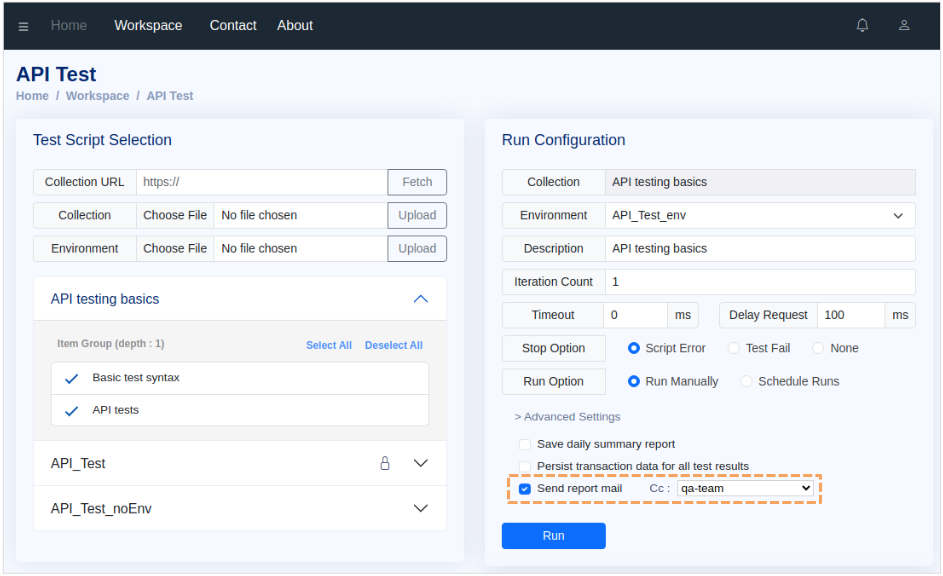 Home Workspace Contact About
API Test
Home / Workspace / API Test
Test Script Selection
Collection URL https:// Fetch
Collection Choose File No file chosen Upload
Environment Choose File No file chosen Upload
API testing basics
Item Group (depth : 1) Select All Deselect All
Basic test syntax
API tests
API_Test
API_Test_noEnv
Run Configuration
Collection API testing basics
Environment API_Test_env
Description API testing basics
Iteration Count 1
Timeout 0 ms Delay Request 100 ms
Stop Option Script Error Test Fail None
Run Option Run Manually Schedule Runs
> Advanced Settings
Save daily summary report
Persist transaction data for all test results
Send report mail Cc : qa-team
Run